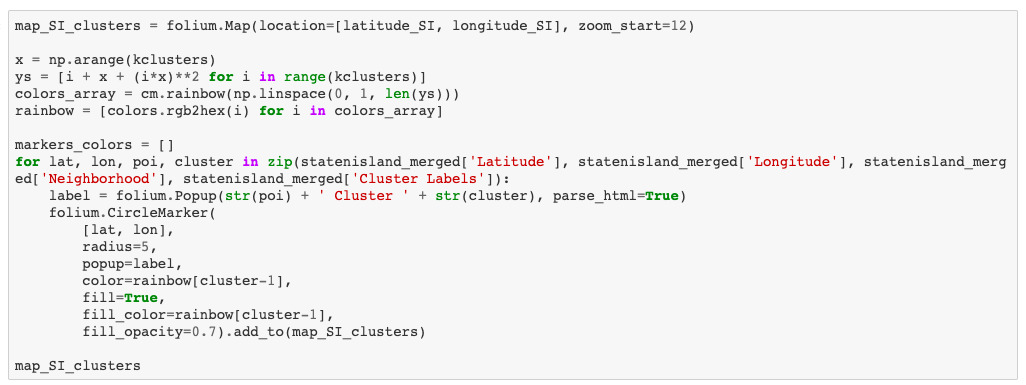 map_SI_clusters = folium.Map(location=[latitude_SI, longitude_SI], zoom_start=12)

x = np.arange(kclusters)
ys = [i + x + (i*x)**2 for i in range(kclusters)]
colors_array = cm.rainbow(np.linspace(0, 1, len(ys)))
rainbow = [colors.rgb2hex(i) for i in colors_array]

markers_colors = []
for lat, lon, poi, cluster in zip(statenisland_merged['Latitude'], statenisland_merged['Longitude'], statenisland_merg
ed['Neighborhood'], statenisland_merged['Cluster Labels']):
    label = folium.Popup(str(poi) + ' Cluster ' + str(cluster), parse_html=True)
    folium.CircleMarker(
        [lat, lon],
        radius=5,
        popup=label,
        color=rainbow[cluster-1],
        fill=True,
        fill_color=rainbow[cluster-1],
        fill_opacity=0.7).add_to(map_SI_clusters)

map_SI_clusters